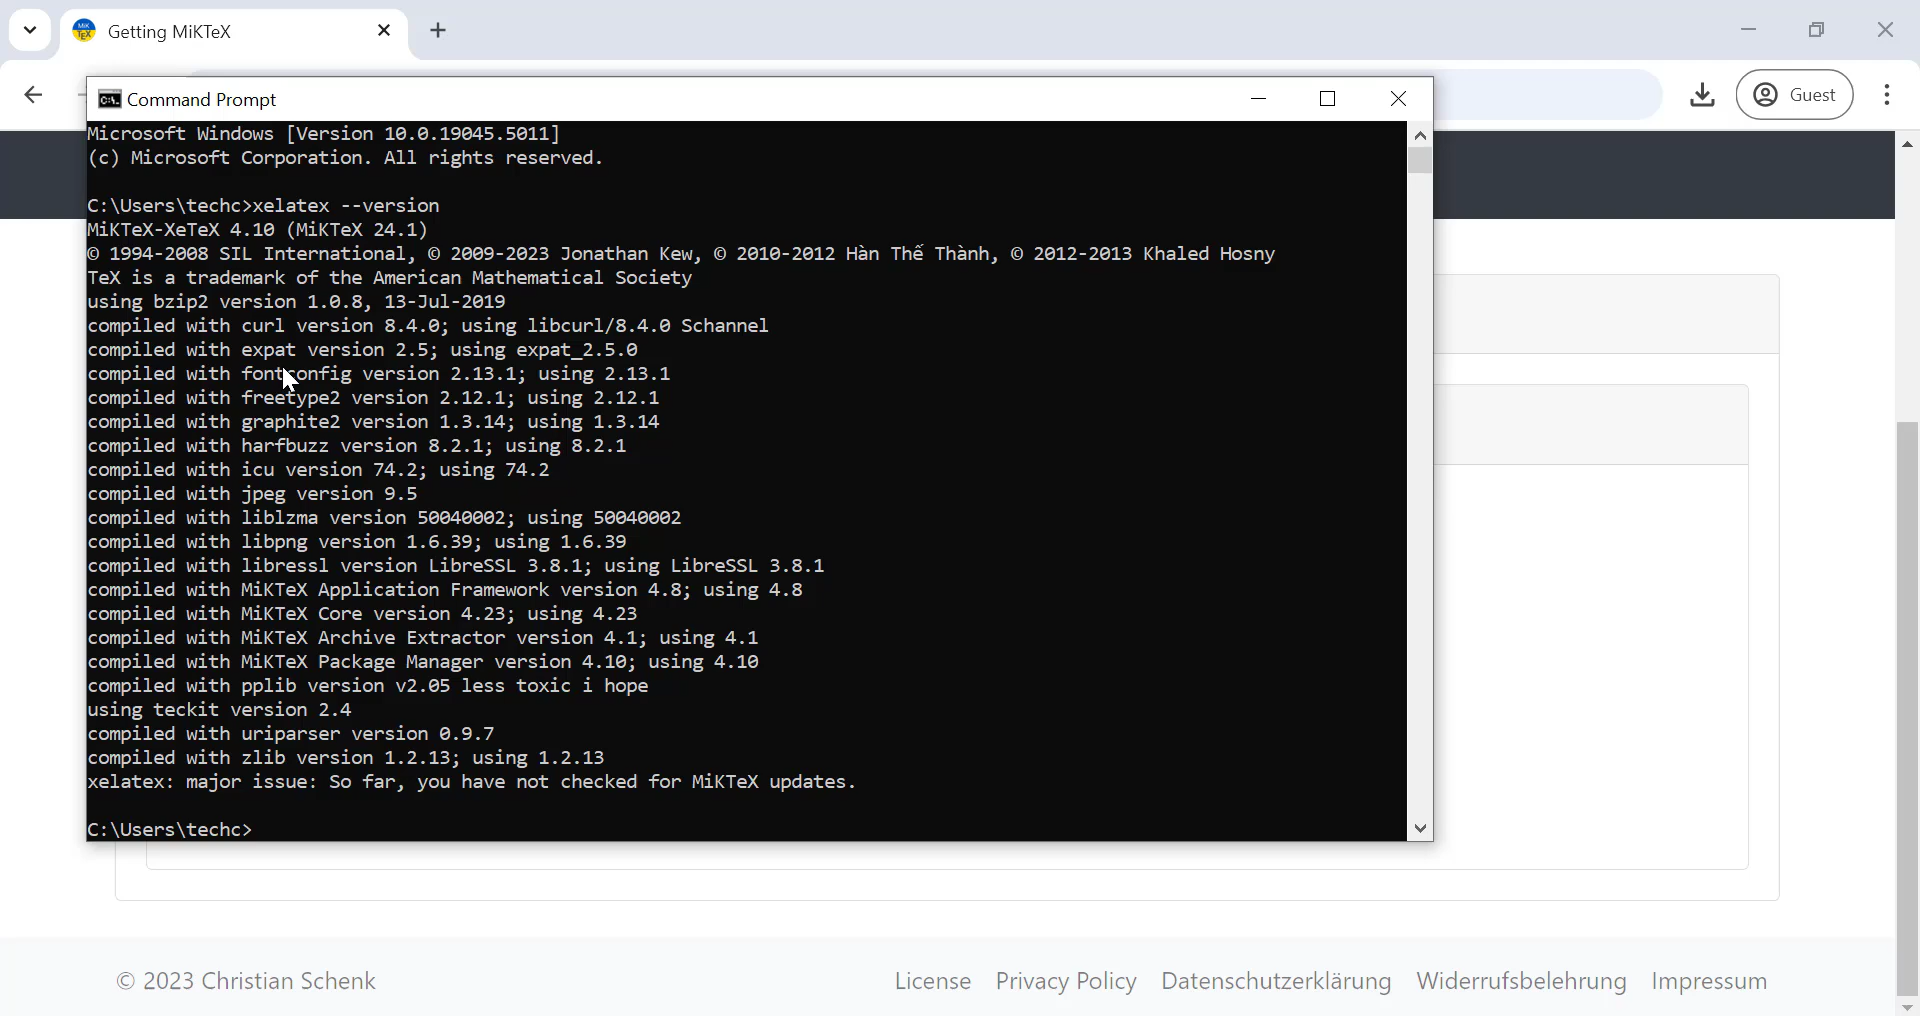 Getting MiKTeX
Guest
Command Prompt
Microsoft Windows [Version 10.0.19045.5011]
(c) Microsoft Corporation. All rights reserved.
C:\Users\techc>xelatex --version
MiKTeX-XeTeX 4.10 (MiKTeX 24.1)
© 1994-2008 SIL International, © 2009-2023 Jonathan Kew, © 2010-2012 Hàn Thế Thành, © 2012-2013 Khaled Hosny
TeX is a trademark of the American Mathematical Society
using bzip2 version 1.0.8, 13-Jul-2019
compiled with curl version 8.4.0; using libcurl/8.4.0 Schannel
compiled with expat version 2.5; using expat_2.5.0
compiled with fontconfig version 2.13.1; using 2.13.1
compiled with freetype2 version 2.12.1; using 2.12.1
compiled with graphite2 version 1.3.14; using 1.3.14
compiled with harfbuzz version 8.2.1; using 8.2.1
compiled with icu version 74.2; using 74.2
compiled with jpeg version 9.5
compiled with liblzma version 50040002; using 50040002
compiled with libpng version 1.6.39; using 1.6.39
compiled with libressl version LibreSSL 3.8.1; using LibreSSL 3.8.1
compiled with MiKTeX Application Framework version 4.8; using 4.8
compiled with MiKTeX Core version 4.23; using 4.23
compiled with MiKTeX Archive Extractor version 4.1; using 4.1
compiled with MiKTeX Package Manager version 4.10; using 4.10
compiled with pplib version v2.05 less toxic i hope
using teckit version 2.4
compiled with uriparser version 0.9.7
compiled with zlib version 1.2.13; using 1.2.13
xelatex: major issue: So far, you have not checked for MiKTeX updates.
C:\Users\techc>
© 2023 Christian Schenk License Privacy Policy Datenschutzerklärung Widerrufsbelehrung Impressum